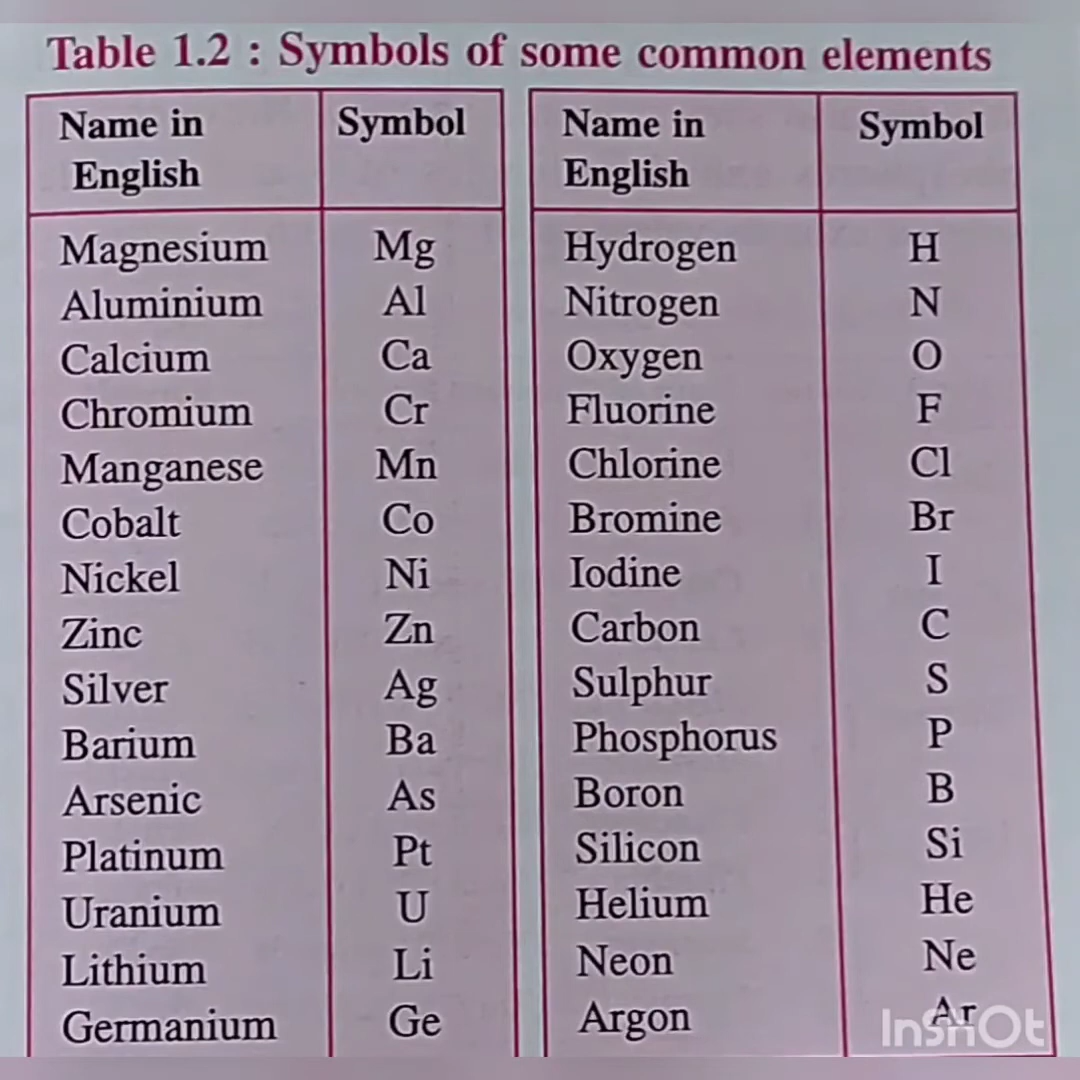 Table 1.2 : Symbols of some common elements
Name in English Symbol Name in English Symbol
Magnesium Mg Hydrogen H
Aluminium Al Nitrogen N
Calcium Ca Oxygen O
Chromium Cr Fluorine F
Manganese Mn Chlorine Cl
Cobalt Co Bromine Br
Nickel Ni Iodine I
Zinc Zn Carbon C
Silver Ag Sulphur S
Barium Ba Phosphorus P
Arsenic As Boron B
Platinum Pt Silicon Si
Uranium U Helium He
Lithium Li Neon Ne
Germanium Ge Argon Ar
InShOt